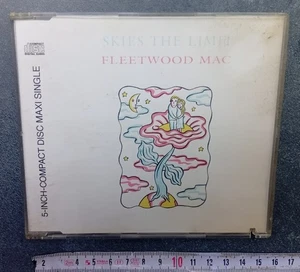 SKIES THE LIMIT
FLEETWOOD MAC
5-INCH-COMPACT DISC MAXI SINGLE
2 3 4 5 6 7 8 9 10 11 12 13 14 15 16 17